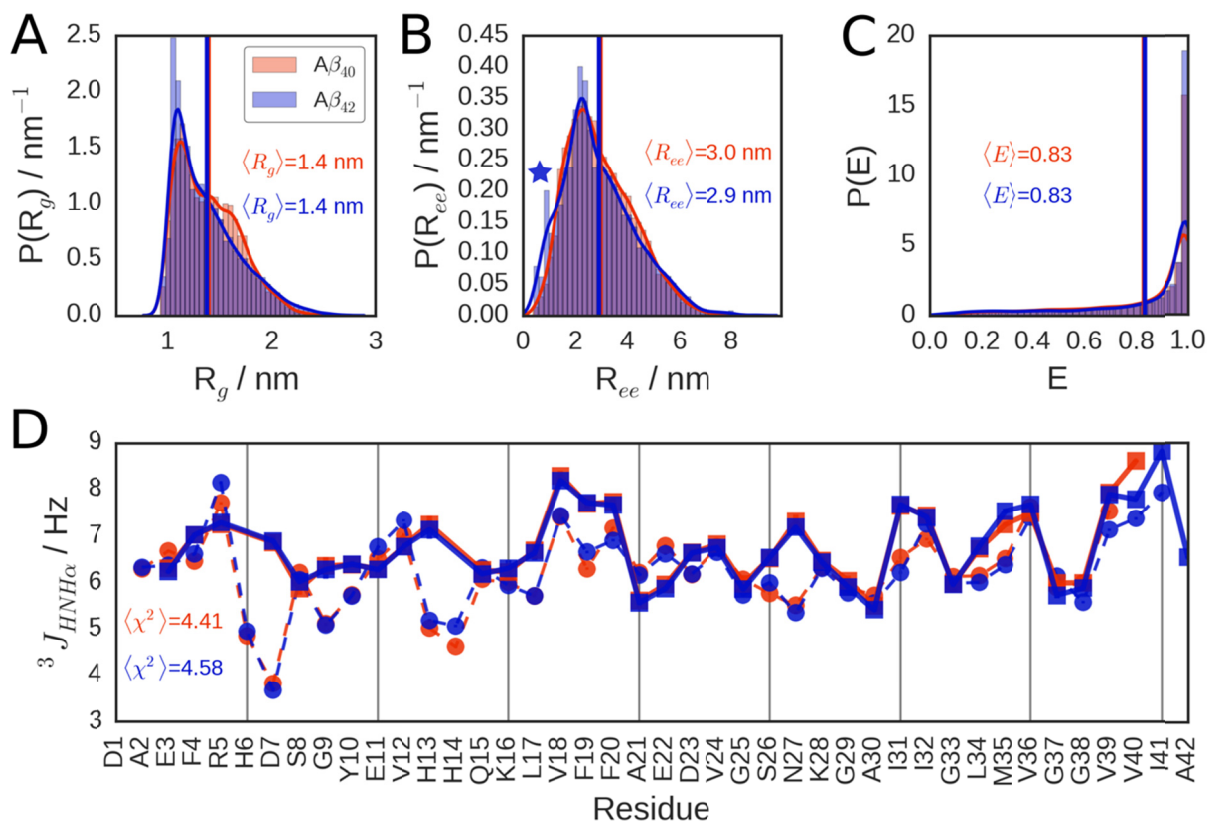 A
2.5
2.0
1.5
1.0
0.5
0.0
P(R_g) / nm⁻¹
Aβ₄₀
Aβ₄₂
⟨R_g⟩=1.4 nm
⟨R_g⟩=1.4 nm
1 2 3
R_g / nm
B
0.45
0.40
0.35
0.30
0.25
0.20
0.15
0.10
0.05
0.00
P(R_ee) / nm⁻¹
⟨R_ee⟩=3.0 nm
⟨R_ee⟩=2.9 nm
0 2 4 6 8
R_ee / nm
C
20
15
10
5
0
P(E)
⟨E⟩=0.83
⟨E⟩=0.83
0.0 0.2 0.4 0.6 0.8 1.0
E
D
9
8
7
6
5
4
3
³J_HNHα / Hz
⟨χ²⟩=4.41
⟨χ²⟩=4.58
D1 A2 E3 F4 R5 H6 D7 S8 G9 Y10 E11 V12 H13 H14 Q15 K16 L17 V18 F19 F20 A21 E22 D23 V24 G25 S26 N27 K28 G29 A30 I31 I32 G33 L34 M35 V36 G37 G38 V39 V40 I41 A42
Residue